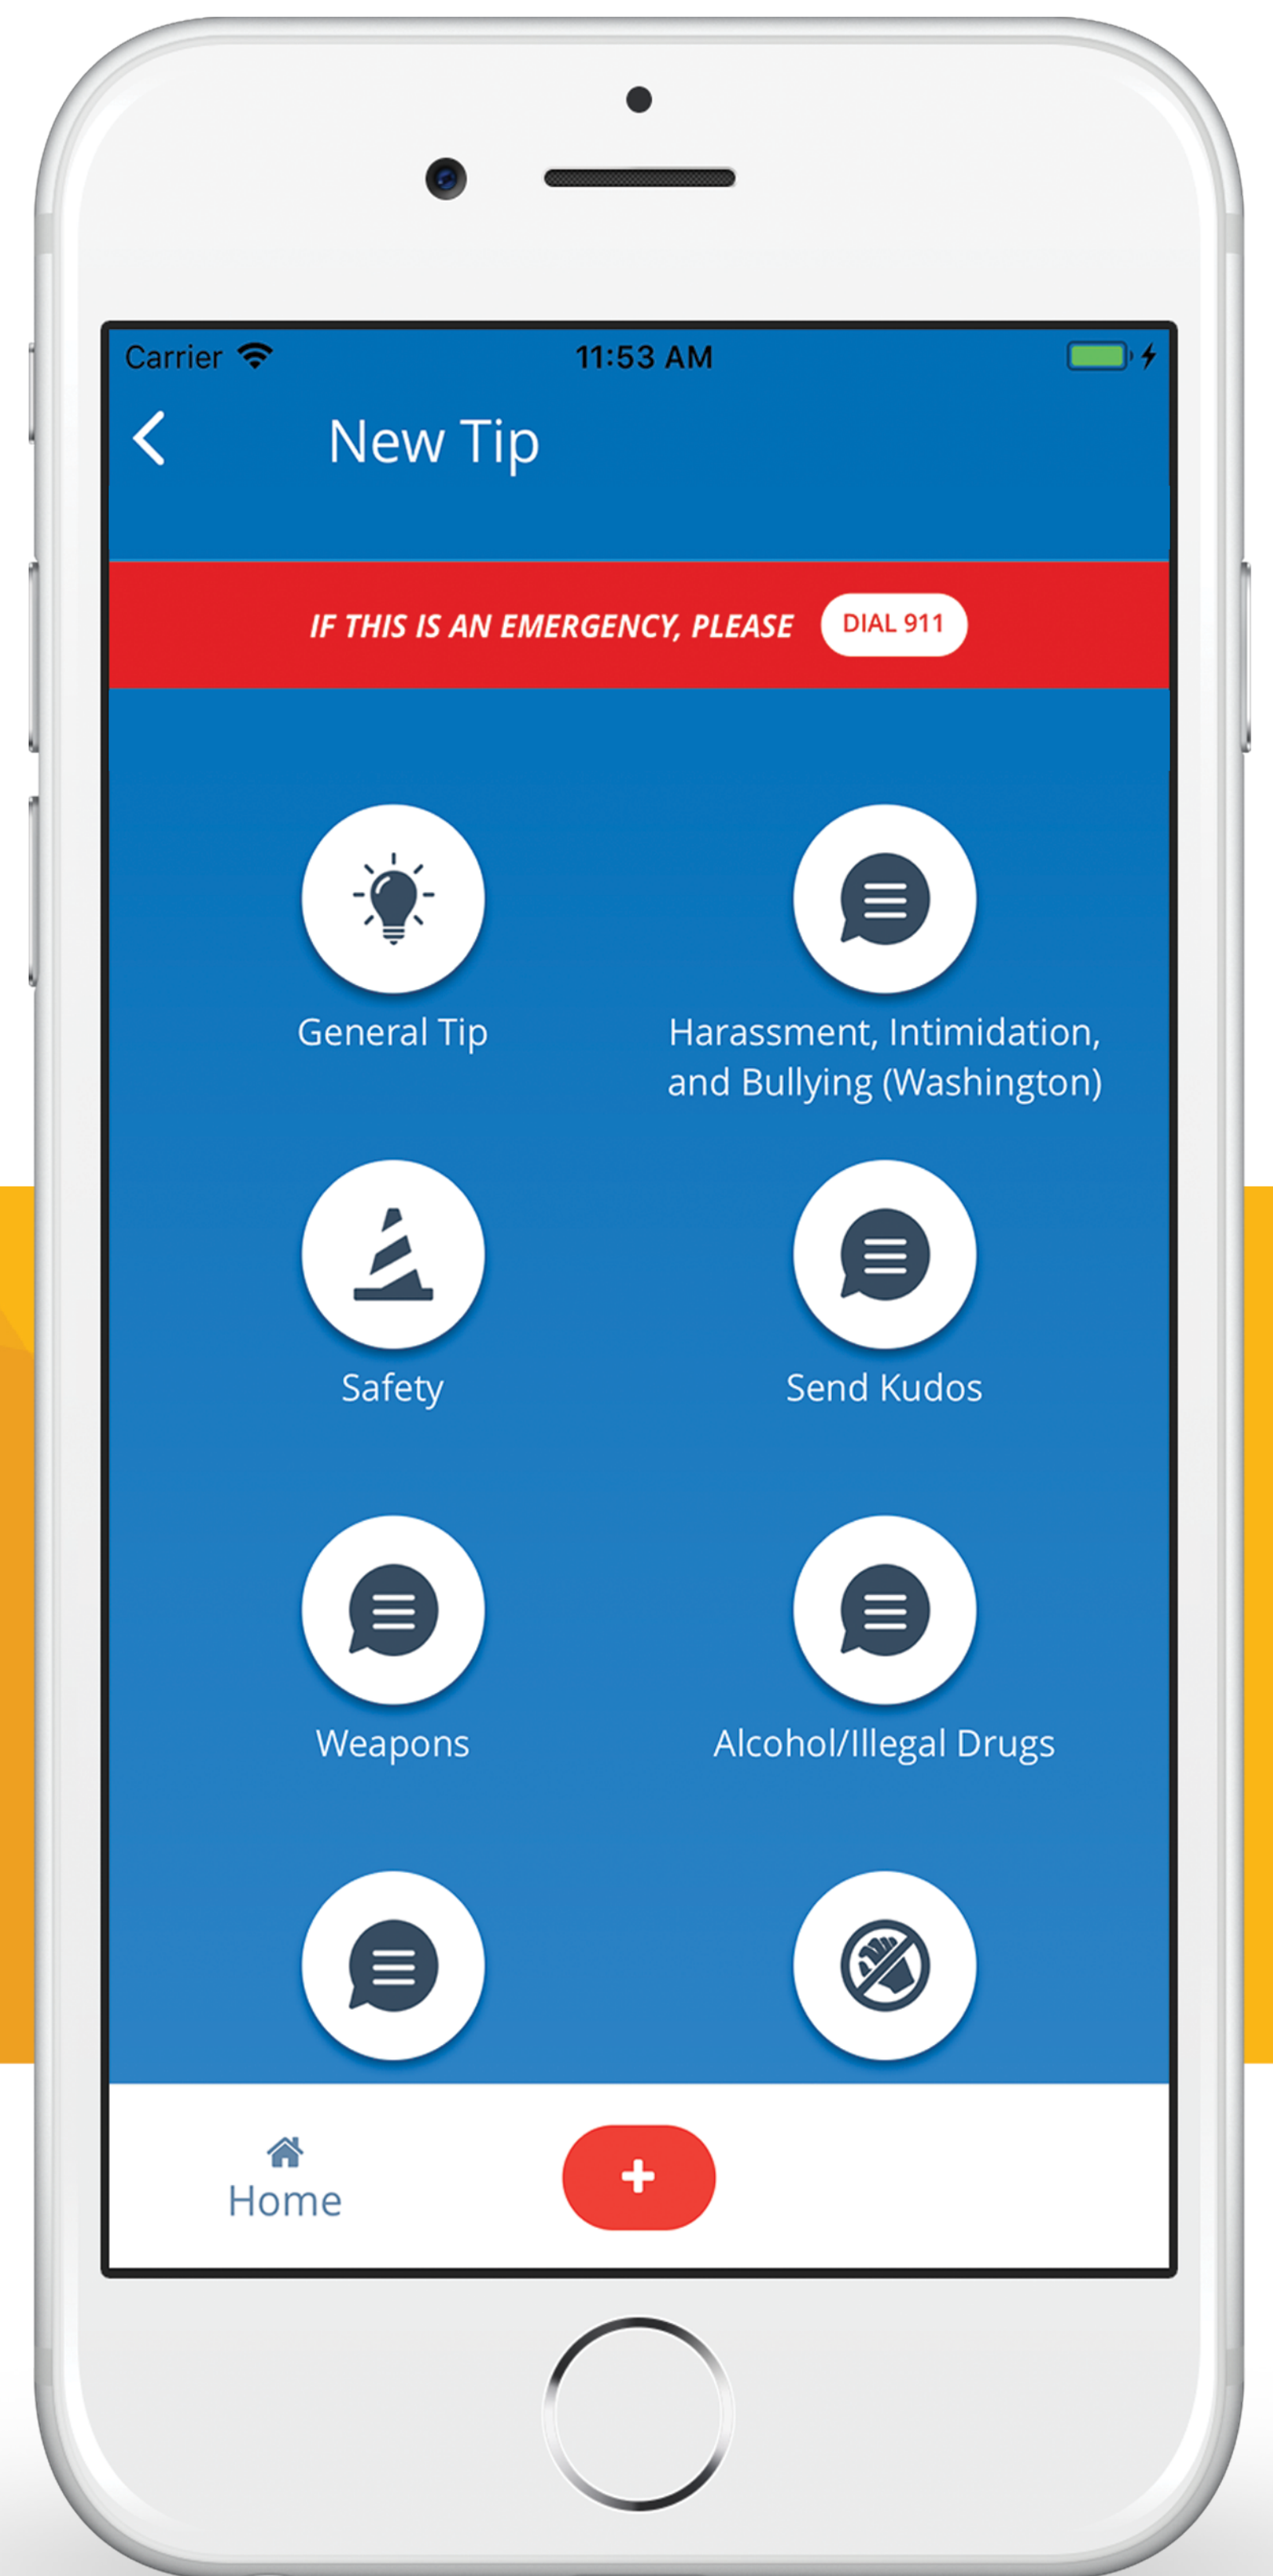 Carrier
11:53 AM
New Tip
IF THIS IS AN EMERGENCY, PLEASE DIAL 911
General Tip
Harassment, Intimidation,
and Bullying (Washington)
Safety
Send Kudos
Weapons
Alcohol/Illegal Drugs
Home